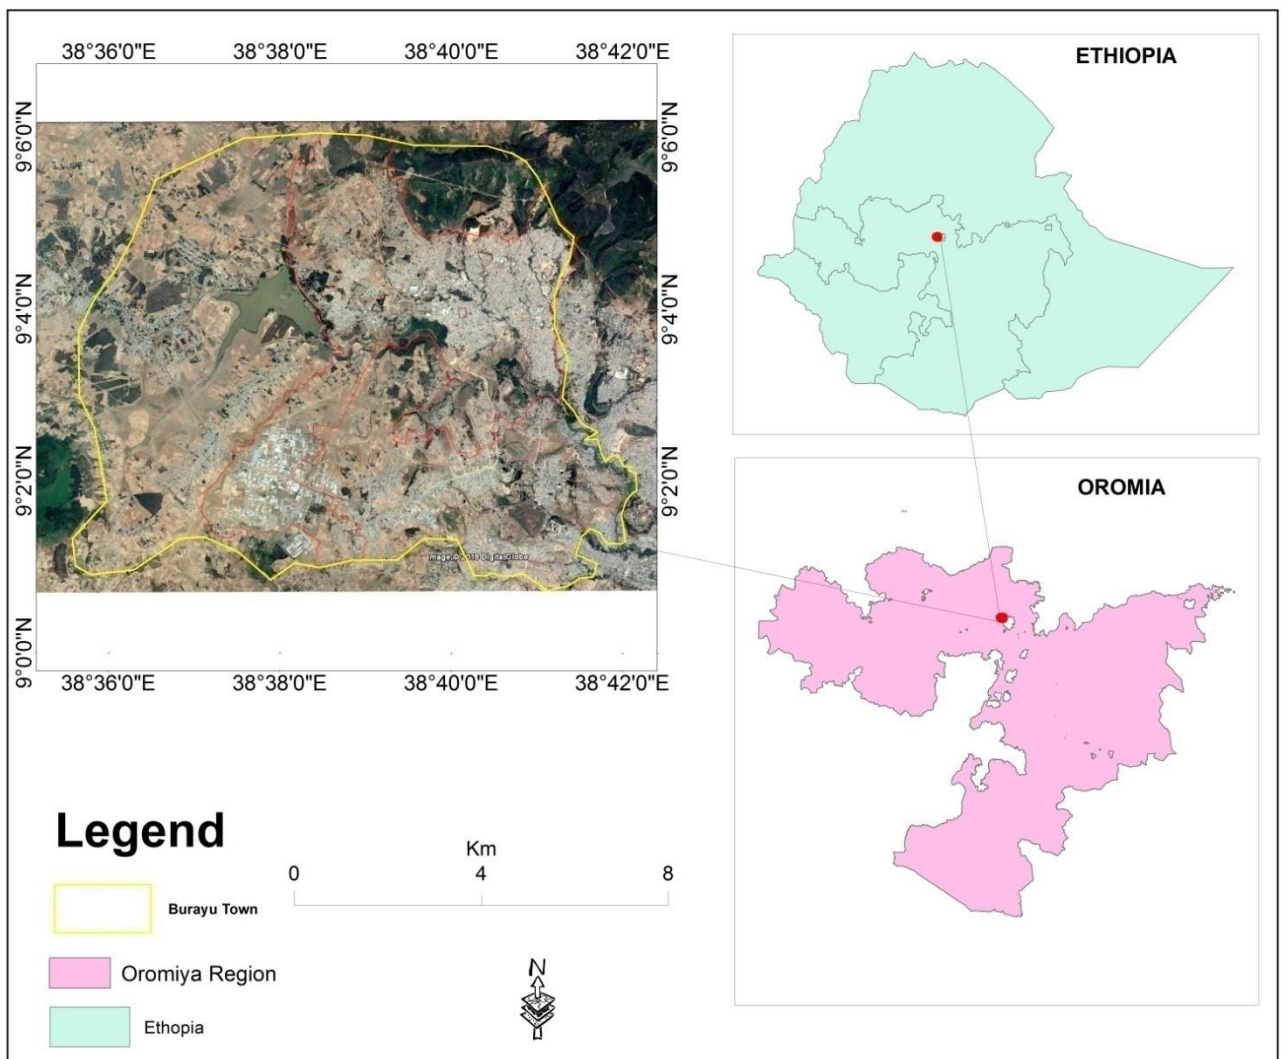 38°36'0"E 38°38'0"E 38°40'0"E 38°42'0"E
9°6'0"N
9°4'0"N
9°2'0"N
9°0'0"N
9°6'0"N
9°4'0"N
9°2'0"N
Image © 2018 DigitalGlobe
38°36'0"E 38°38'0"E 38°40'0"E 38°42'0"E
ETHIOPIA
OROMIA
Legend
Burayu Town
Oromiya Region
Ethopia
Km
0 4 8
N